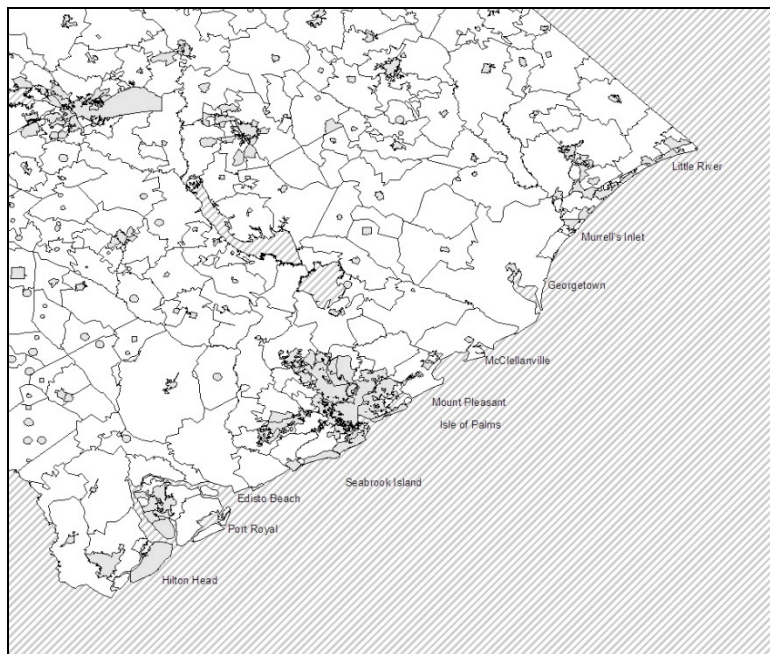 Little River
Murrell's Inlet
Georgetown
McClellanville
Mount Pleasant
Isle of Palms
Seabrook Island
Edisto Beach
Port Royal
Hilton Head